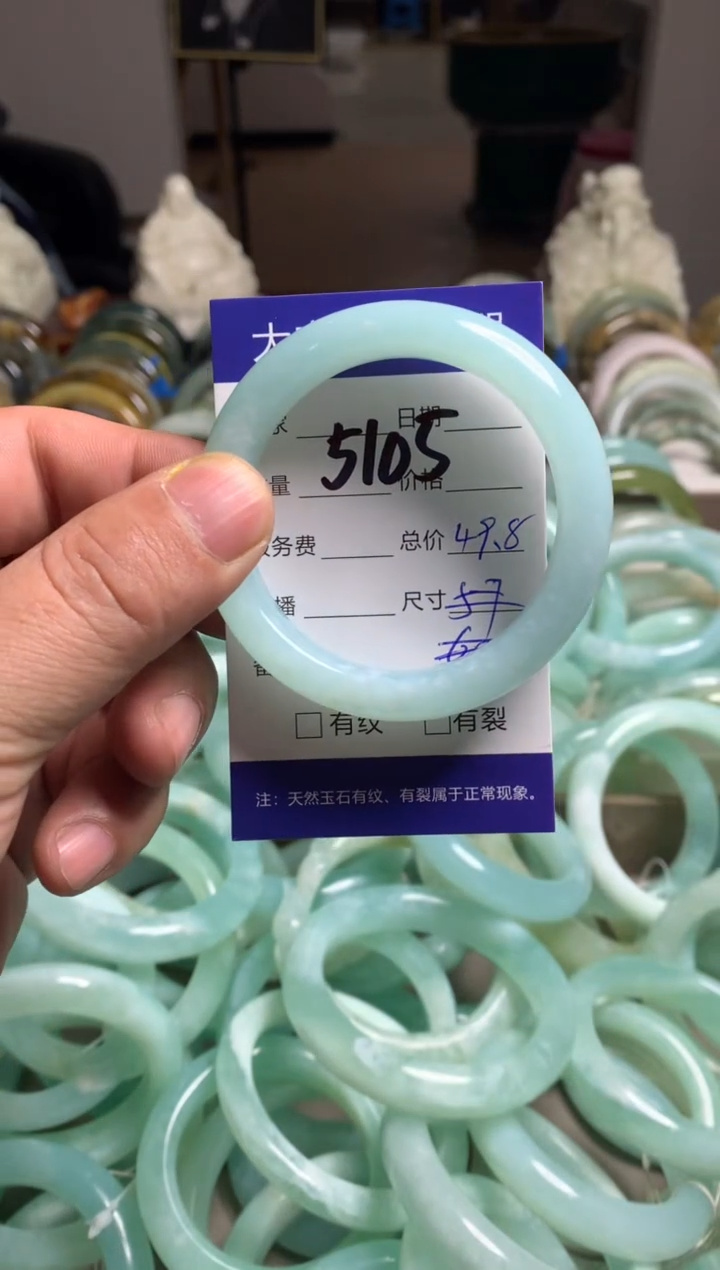 大
日期
5105
量 价格
务费 总价 49.8
播 尺寸 57
□ 有纹 □ 有裂
注：天然玉石有纹、有裂属于正常现象。